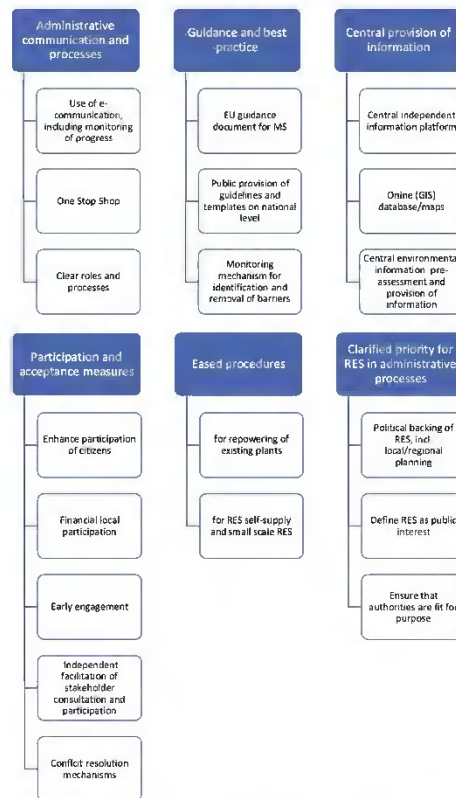 Administrative
communication and
processes
Use of e-
communication,
including monitoring
of progress
One Stop Shop
Clear roles and
processes
Guidance and best
-practice
EU guidance
document for MS
Public provision of
guidelines and
templates on national
level
Monitoring
mechanism for
identification and
removal of barriers
Central provision of
information
Central independent
information platform
Onine (GIS)
database/maps
Central environmental
information pre-
assessment and
provision of
information
Participation and
acceptance measures
Enhance participation
of citizens
Financial local
participation
Early engagement
Independent
facilitation of
stakeholder
consultation and
participation
Conflict resolution
mechanisms
Eased procedures
for repowering of
existing plants
for RES self-supply
and small scale RES
Clarified priority for
RES in administrative
processes
Political backing of
RES, incl.
local/regional
planning
Define RES as public
interest
Ensure that
authorities are fit for
purpose